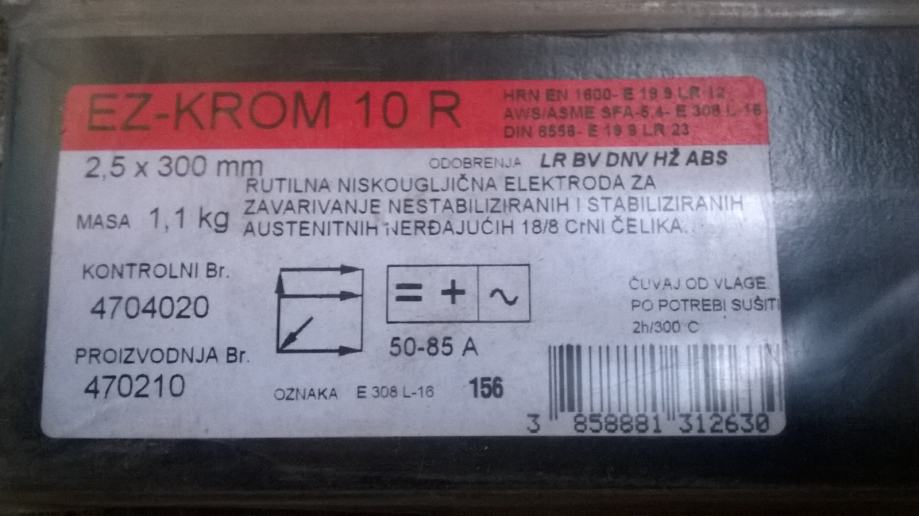 EZ-KROM 10 R
HRN EN 1600- E 19 9 LR 12
AWS/ASME SFA-5.4- E 308 L-16
DIN 8556- E 19 9 LR 23
2,5 x 300 mm
ODOBRENJA LR BV DNV HŽ ABS
RUTILNA NISKOUGLJIČNA ELEKTRODA ZA
ZAVARIVANJE NESTABILIZIRANIH I STABILIZIRANIH
AUSTENITNIH NERĐAJUĆIH 18/8 CrNi ČELIKA.
MASA 1,1 kg
KONTROLNI Br.
4704020
PROIZVODNJA Br.
470210
= + ~
50-85 A
OZNAKA E 308 L-16 156
ČUVAJ OD VLAGE.
PO POTREBI SUŠITI
2h/300 C
3 858881 312630